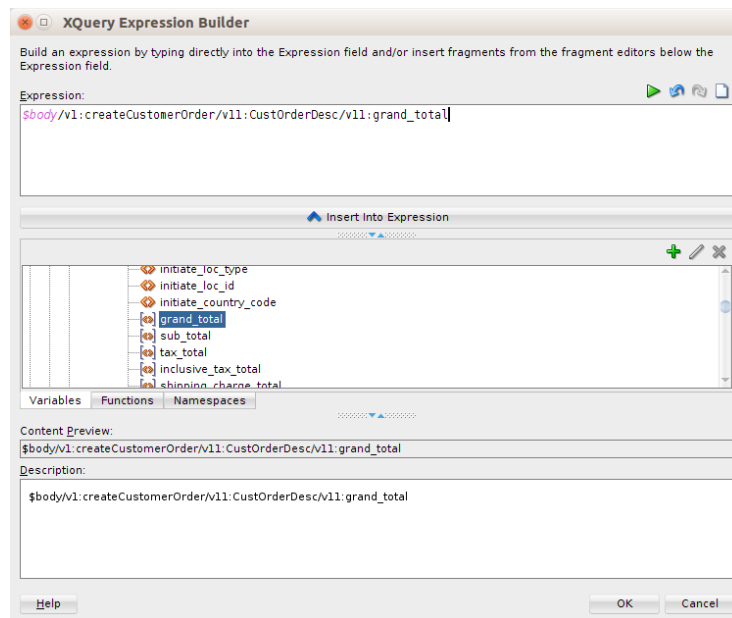 XQuery Expression Builder
Build an expression by typing directly into the Expression field and/or insert fragments from the fragment editors below the
Expression field.
Expression:
$body/v1:createCustomerOrder/v11:CustOrderDesc/v11:grand_total
Insert Into Expression
initiate_loc_type
initiate_loc_id
initiate_country_code
grand_total
sub_total
tax_total
inclusive_tax_total
shipping_charge_total
Variables Functions Namespaces
Content Preview:
$body/v1:createCustomerOrder/v11:CustOrderDesc/v11:grand_total
Description:
$body/v1:createCustomerOrder/v11:CustOrderDesc/v11:grand_total
Help OK Cancel